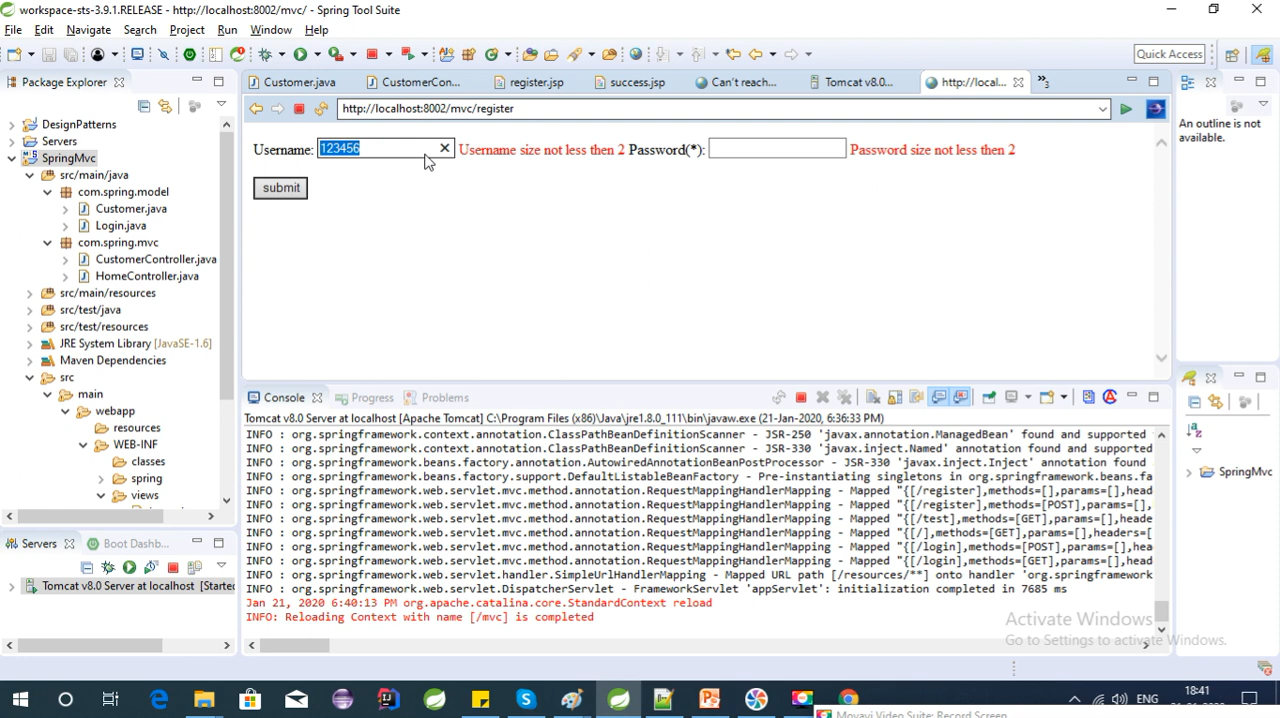 workspace-sts-3.9.1.RELEASE - http://localhost:8002/mvc/ - Spring Tool Suite
File Edit Navigate Search Project Run Window Help
Quick Access
Package Explorer
Customer.java
CustomerCon...
register.jsp
success.jsp
Can't reach...
Tomcat v8.0...
http://local...
3
http://localhost:8002/mvc/register
DesignPatterns
Servers
SpringMvc
src/main/java
com.spring.model
Customer.java
Login.java
com.spring.mvc
CustomerController.java
HomeController.java
src/main/resources
src/test/java
src/test/resources
JRE System Library [JavaSE-1.6]
Maven Dependencies
src
main
webapp
resources
WEB-INF
classes
spring
views
Username: 123456 Username size not less then 2 Password(*): Password size not less then 2
submit
An outline is not available.
SpringMvc
Servers
Boot Dashb...
Tomcat v8.0 Server at localhost [Started
Console
Progress
Problems
Tomcat v8.0 Server at localhost [Apache Tomcat] C:\Program Files (x86)\Java\jre1.8.0_111\bin\javaw.exe (21-Jan-2020, 6:36:33 PM)
INFO : org.springframework.context.annotation.ClassPathBeanDefinitionScanner - JSR-250 'javax.annotation.ManagedBean' found and supported
INFO : org.springframework.context.annotation.ClassPathBeanDefinitionScanner - JSR-330 'javax.inject.Named' annotation found and supported
INFO : org.springframework.beans.factory.annotation.AutowiredAnnotationBeanPostProcessor - JSR-330 'javax.inject.Inject' annotation found
INFO : org.springframework.beans.factory.support.DefaultListableBeanFactory - Pre-instantiating singletons in org.springframework.beans.fa
INFO : org.springframework.web.servlet.mvc.method.annotation.RequestMappingHandlerMapping - Mapped "{[/register],methods=[],params=[],head
INFO : org.springframework.web.servlet.mvc.method.annotation.RequestMappingHandlerMapping - Mapped "{[/register],methods=[POST],params=[],
INFO : org.springframework.web.servlet.mvc.method.annotation.RequestMappingHandlerMapping - Mapped "{[/test],methods=[GET],params=[],heade
INFO : org.springframework.web.servlet.mvc.method.annotation.RequestMappingHandlerMapping - Mapped "{[/],methods=[GET],params=[],headers=
INFO : org.springframework.web.servlet.mvc.method.annotation.RequestMappingHandlerMapping - Mapped "{[/login],methods=[POST],params=[],hea
INFO : org.springframework.web.servlet.mvc.method.annotation.RequestMappingHandlerMapping - Mapped "{[/login],methods=[GET],params=[],head
INFO : org.springframework.web.servlet.handler.SimpleUrlHandlerMapping - Mapped URL path [/resources/**] onto handler 'org.springframework
INFO : org.springframework.web.servlet.DispatcherServlet - FrameworkServlet 'appServlet': initialization completed in 7685 ms
Jan 21, 2020 6:40:13 PM org.apache.catalina.core.StandardContext reload
INFO: Reloading Context with name [/mvc] is completed
Activate Windows
Go to Settings to activate Windows.
ENG
18:41
Movavi Video Suite: Record Screen